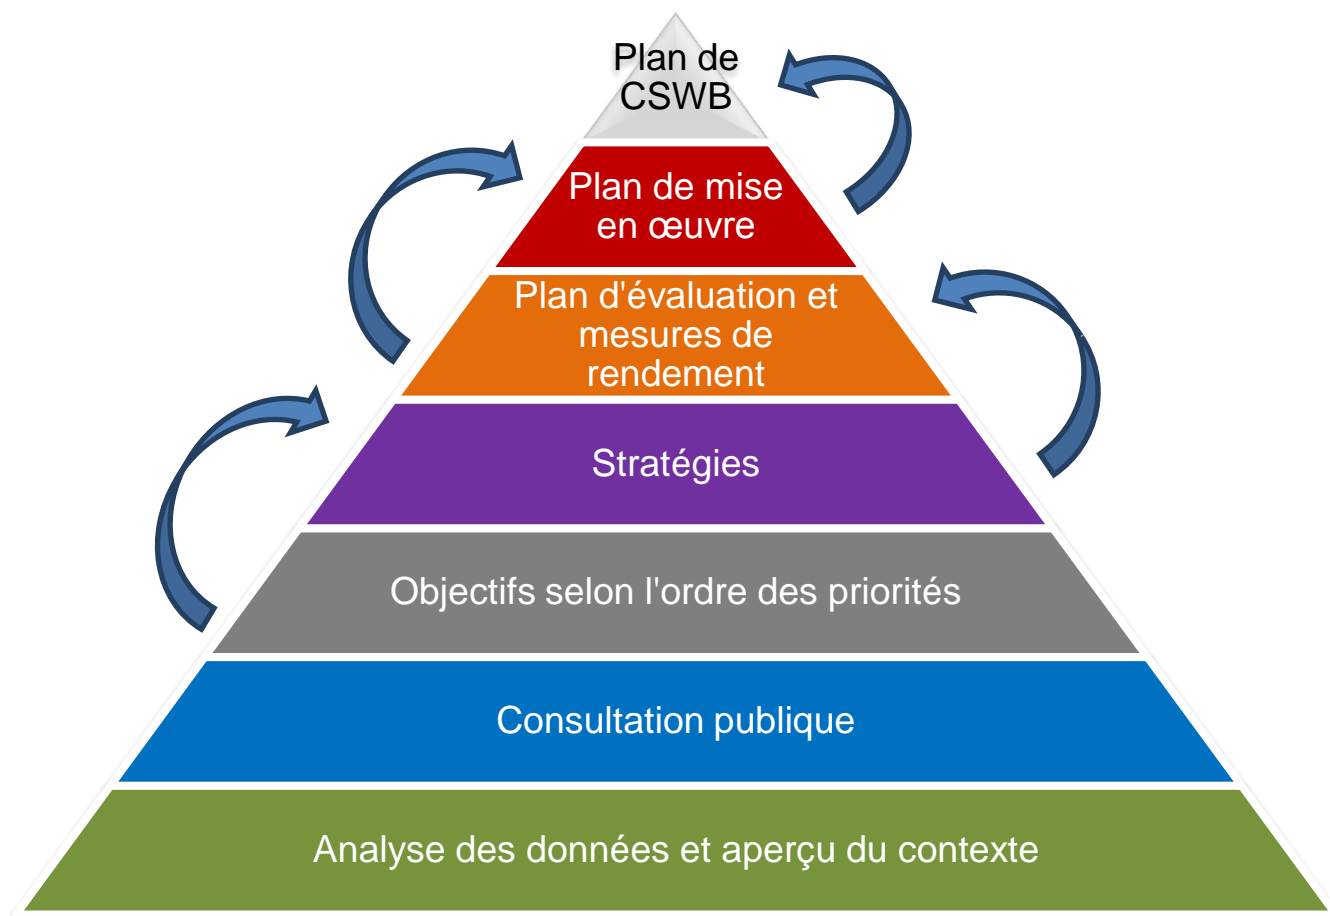 Plan de
CSWB
Plan de mise
en œuvre
Plan d'évaluation et
mesures de
rendement
Stratégies
Objectifs selon l'ordre des priorités
Consultation publique
Analyse des données et aperçu du contexte